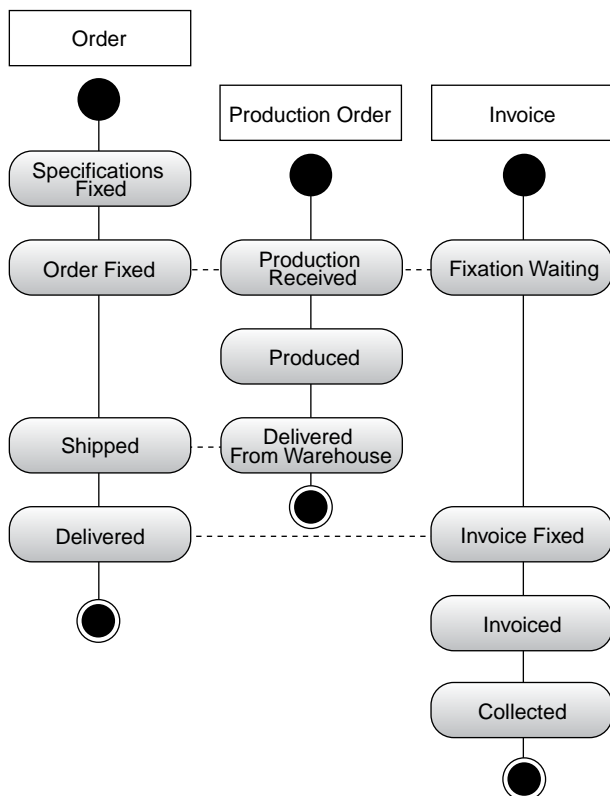 Order
Production Order
Invoice
Specifications
Fixed
Order Fixed
Production
Received
Fixation Waiting
Produced
Shipped
Delivered
From Warehouse
Delivered
Invoice Fixed
Invoiced
Collected